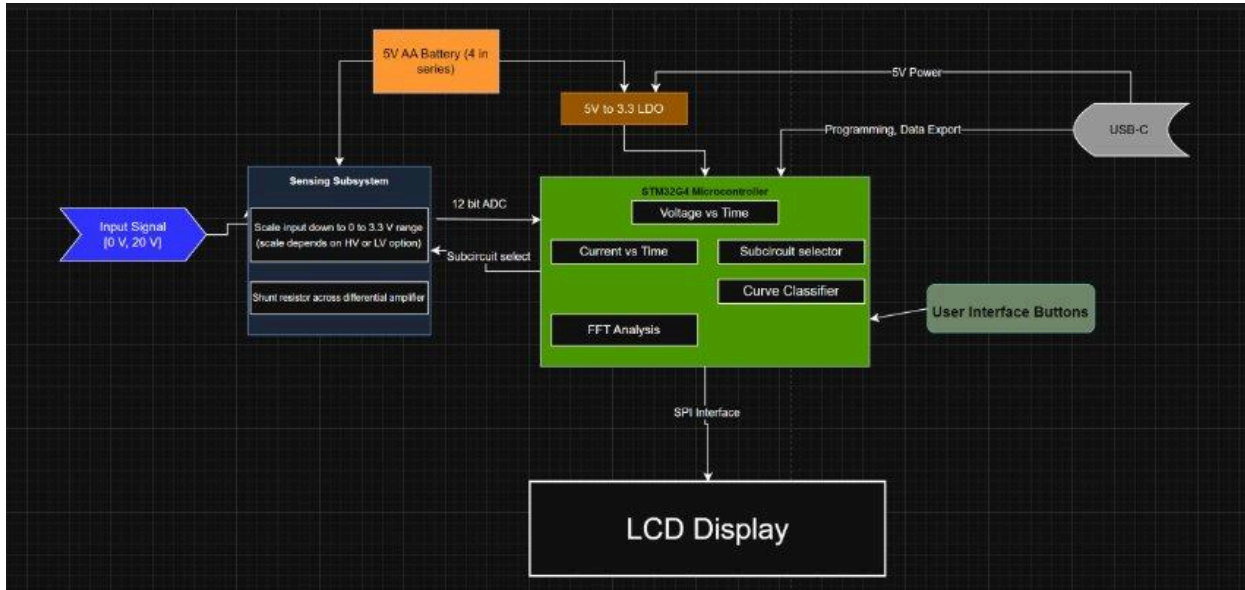 5V AA Battery (4 in
series)
5V Power
5V to 3.3 LDO
USB-C
Programming, Data Export
Sensing Subsystem
STM32G4 Microcontroller
12 bit ADC
Voltage vs Time
Input Signal
[0 V, 20 V]
Scale input down to 0 to 3.3 V range
(scale depends on HV or LV option)
Subcircuit select
Current vs Time
Subcircuit selector
Shunt resistor across differential amplifier
Curve Classifier
User Interface Buttons
FFT Analysis
SPI Interface
LCD Display